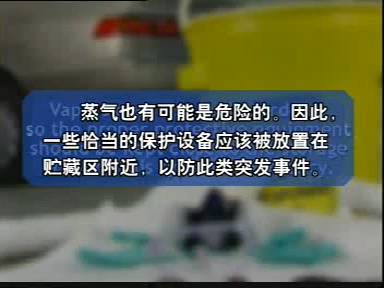 蒸气也有可能是危险的。因此,
一些恰当的保护设备应该被放置在
贮藏区附近, 以防此类突发事件。